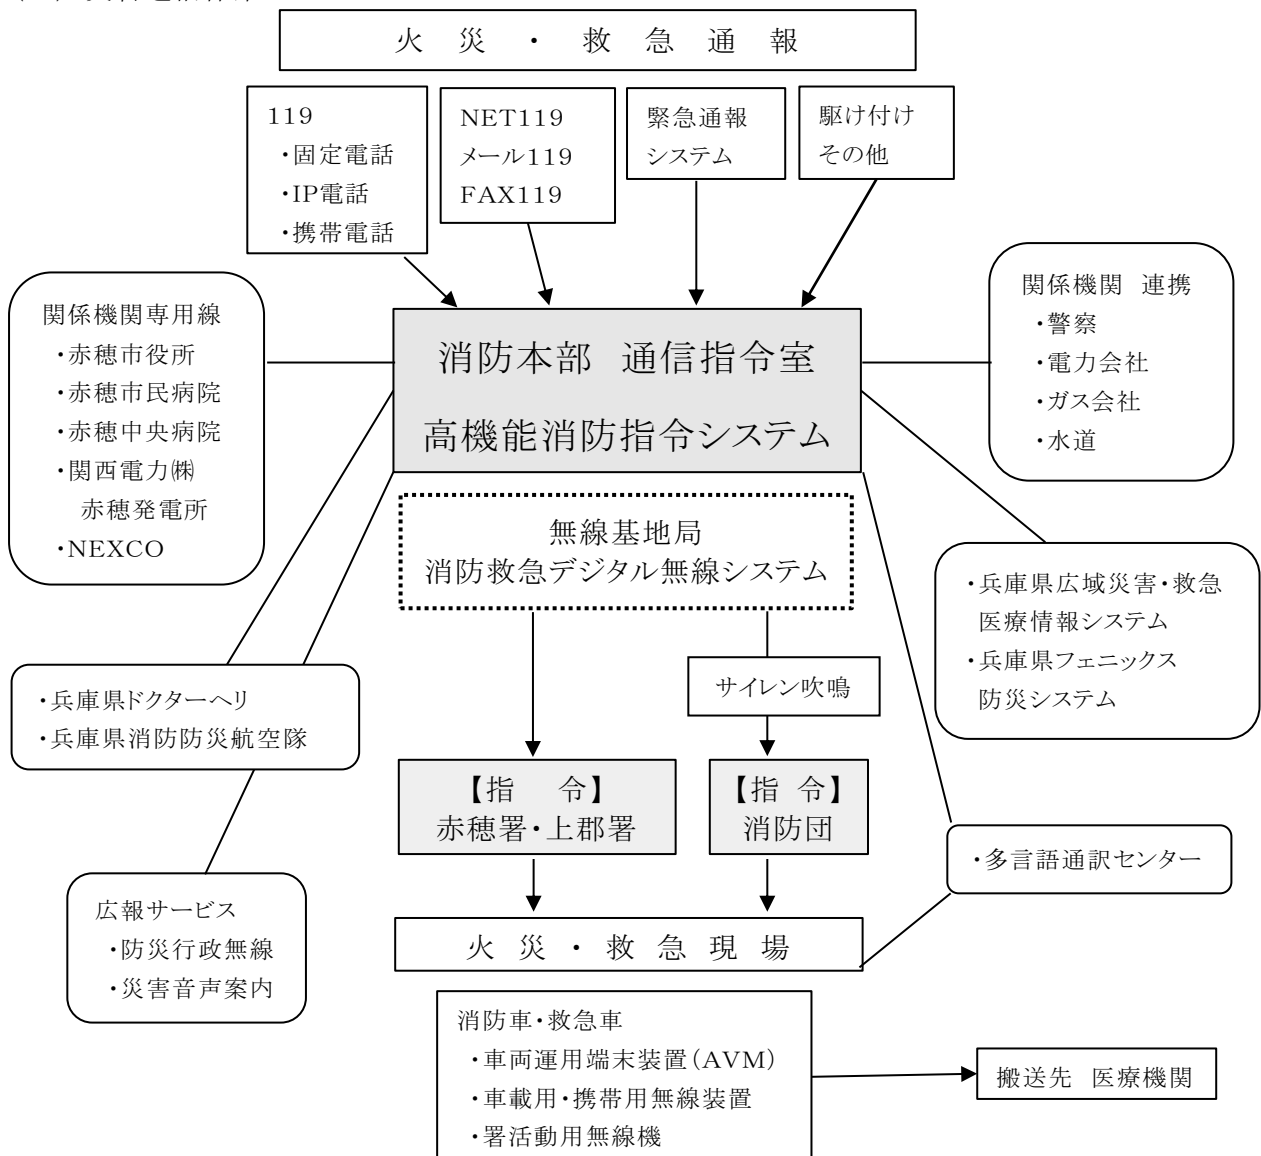 火 災 ・ 救 急 通 報
119
・固定電話
・IP電話
・携帯電話
NET119
メール119
FAX119
緊急通報
システム
駆け付け
その他
関係機関専用線
・赤穂市役所
・赤穂市民病院
・赤穂中央病院
・関西電力㈱
赤穂発電所
・NEXCO
消防本部 通信指令室
高機能消防指令システム
関係機関 連携
・警察
・電力会社
・ガス会社
・水道
無線基地局
消防救急デジタル無線システム
・兵庫県広域災害・救急
医療情報システム
・兵庫県フェニックス
防災システム
・兵庫県ドクターヘリ
・兵庫県消防防災航空隊
サイレン吹鳴
【指 令】
赤穂署・上郡署
【指 令】
消防団
・多言語通訳センター
広報サービス
・防災行政無線
・災害音声案内
火 災 ・ 救 急 現 場
消防車・救急車
・車両運用端末装置(AVM)
・車載用・携帯用無線装置
・署活動用無線機
搬送先 医療機関